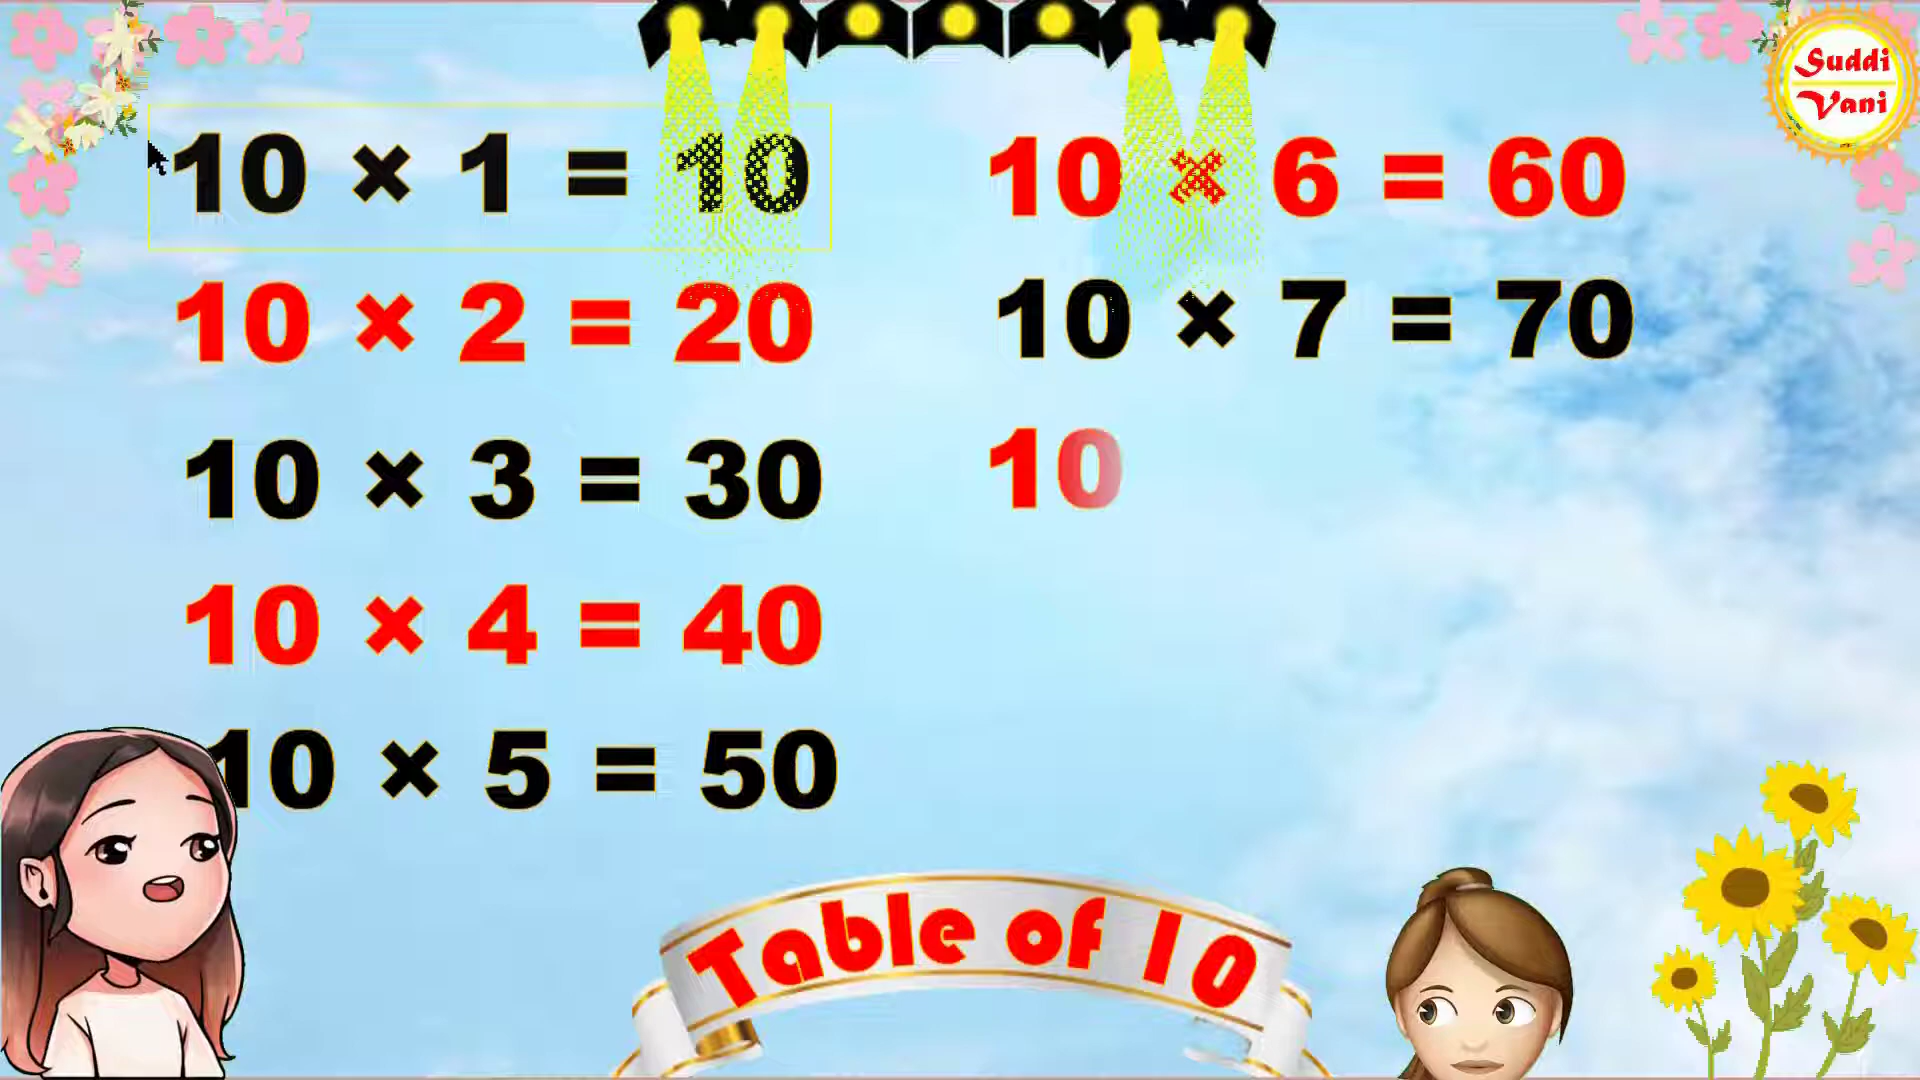 Suddi
Vani
10 × 1 = 10
10 × 2 = 20
10 × 3 = 30
10 × 4 = 40
10 × 5 = 50
10 × 6 = 60
10 × 7 = 70
10
Table of 10